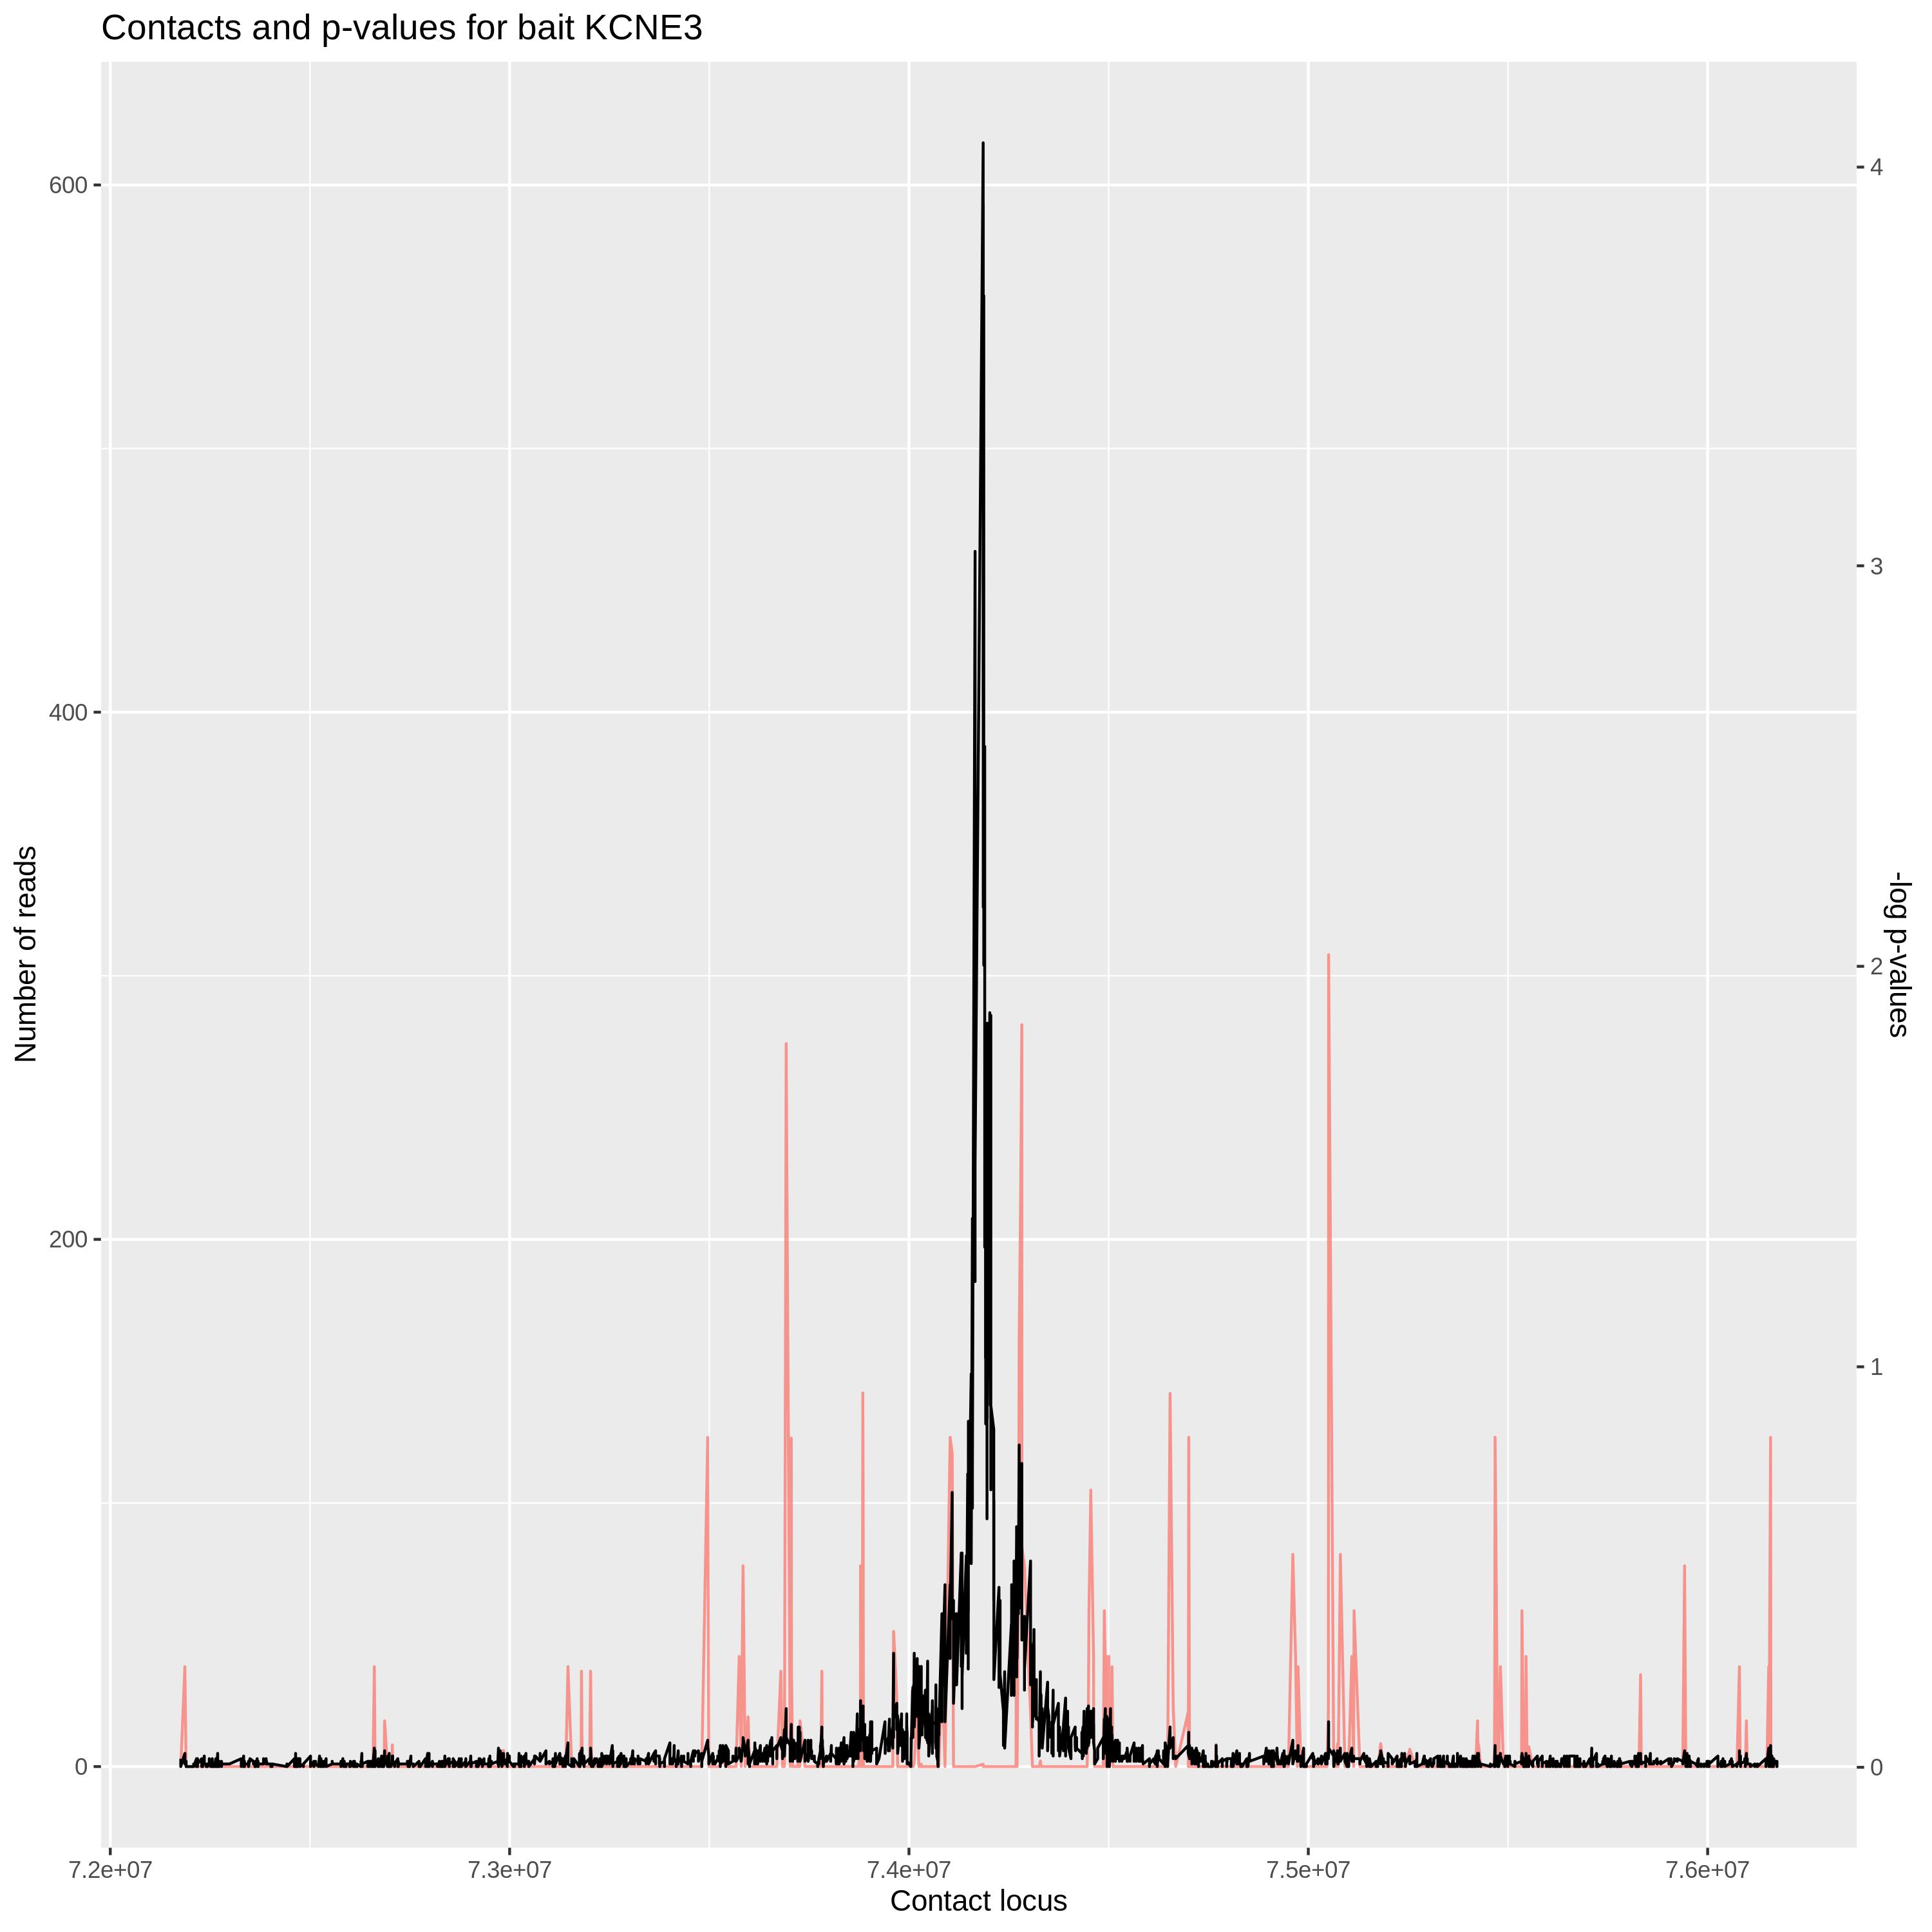 Contacts and p-values for bait KCNE3
600
400
200
0
Number of reads
4
3
2
1
0
-log p-values
7.2e+07 7.3e+07 7.4e+07 7.5e+07 7.6e+07
Contact locus